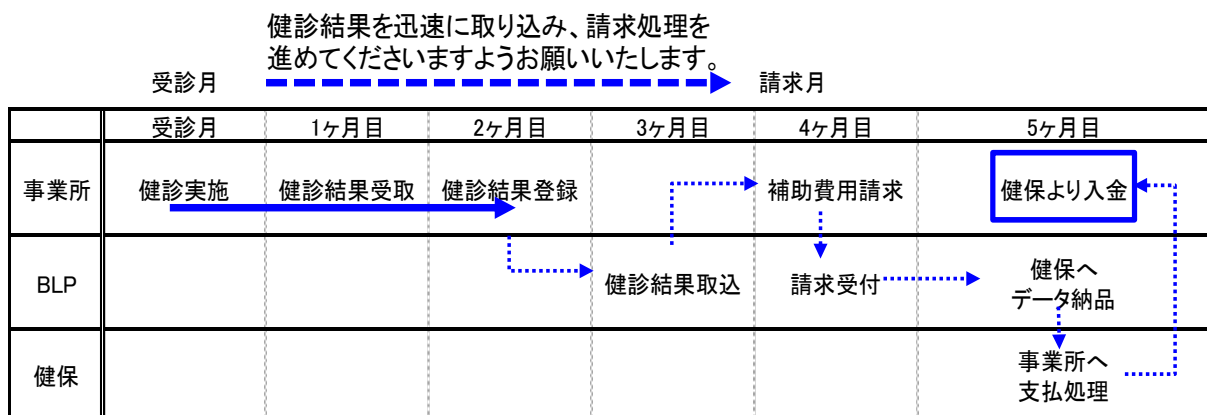 健診結果を迅速に取り込み、請求処理を
進めてくださいますようお願いいたします。
受診月 請求月
受診月 1ヶ月目 2ヶ月目 3ヶ月目 4ヶ月目 5ヶ月目
事業所 健診実施 健診結果受取 健診結果登録 補助費用請求 健保より入金
BLP 健診結果取込 請求受付 健保へ
データ納品
健保 事業所へ
支払処理